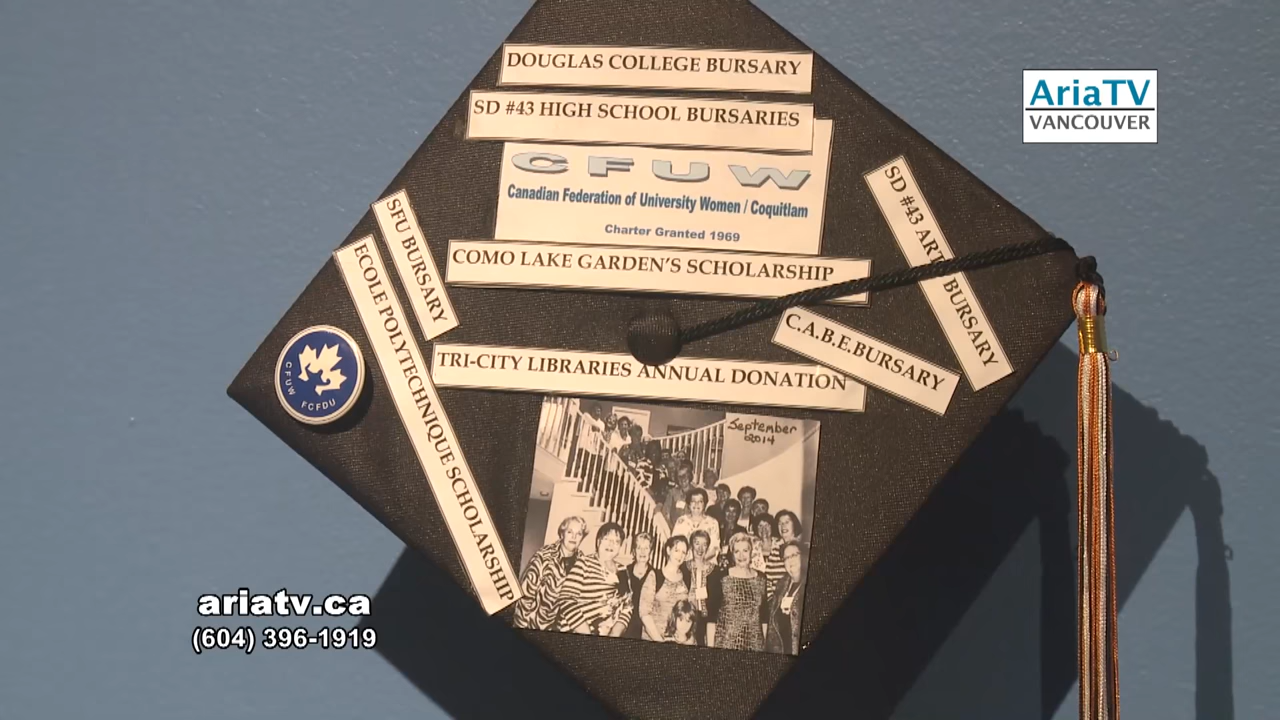 DOUGLAS COLLEGE BURSARY
SD #43 HIGH SCHOOL BURSARIES
CFUW
Canadian Federation of University Women / Coquitlam
Charter Granted 1969
COMO LAKE GARDEN'S SCHOLARSHIP
SFU BURSARY
ECOLE POLYTECHNIQUE SCHOLARSHIP
CFUW FCFDU
SD #43 ART BURSARY
C.A.B.E.BURSARY
TRI-CITY LIBRARIES ANNUAL DONATION
September
2014
AriaTV
VANCOUVER
ariatv.ca
(604) 396-1919